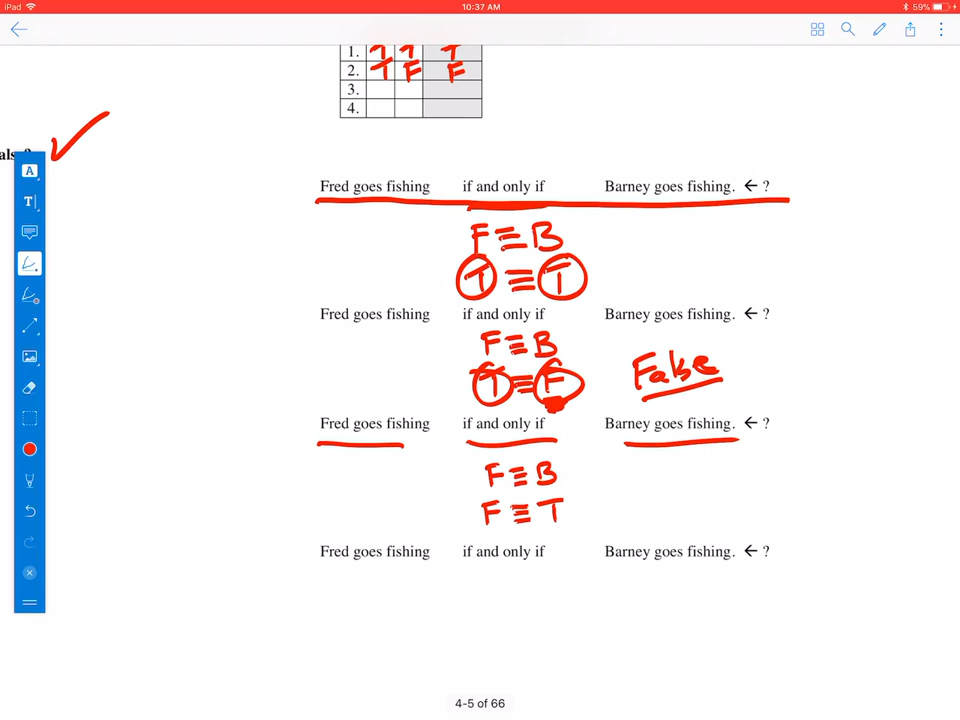 iPad 10:37 AM 59%
1. T T T
2. T F F
3.
4.
als ?
A
T
Fred goes fishing if and only if Barney goes fishing. ← ?
F ≡ B
T ≡ T
Fred goes fishing if and only if Barney goes fishing. ← ?
F ≡ B
T ≡ F False
Fred goes fishing if and only if Barney goes fishing. ← ?
F ≡ B
F ≡ T
Fred goes fishing if and only if Barney goes fishing. ← ?
4-5 of 66